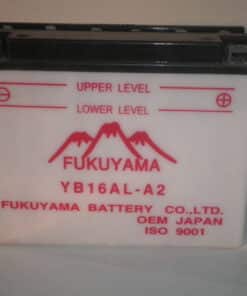 UPPER LEVEL
LOWER LEVEL
FUKUYAMA
YB16AL-A2
FUKUYAMA BATTERY CO.,LTD.
OEM JAPAN
ISO 9001